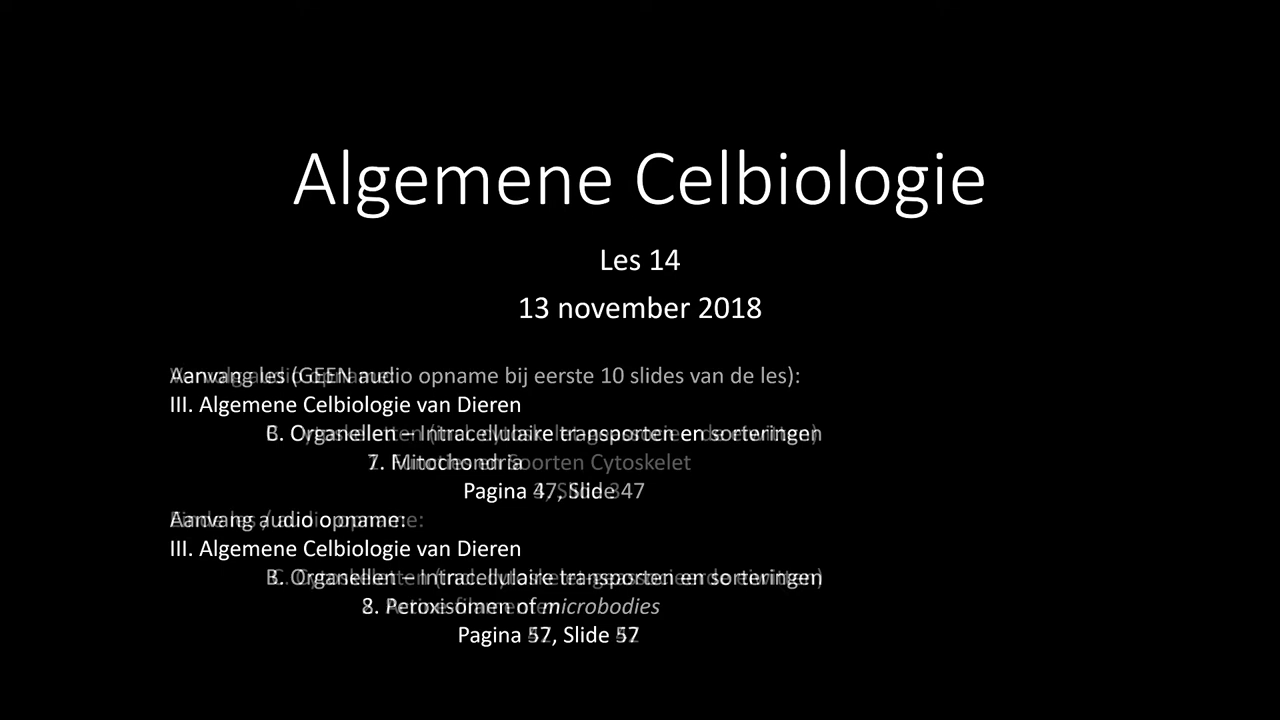 Algemene Celbiologie
Les 14
13 november 2018
Aanvang les (GEEN audio opname bij eerste 10 slides van de les):
III. Algemene Celbiologie van Dieren
B. Organellen – Intracellulaire transporten en sorteringen
7. Mitochondria
Pagina 47, Slide 47
Aanvang audio opname:
III. Algemene Celbiologie van Dieren
B. Organellen – Intracellulaire transporten en sorteringen
8. Peroxisomen of microbodies
Pagina 57, Slide 57